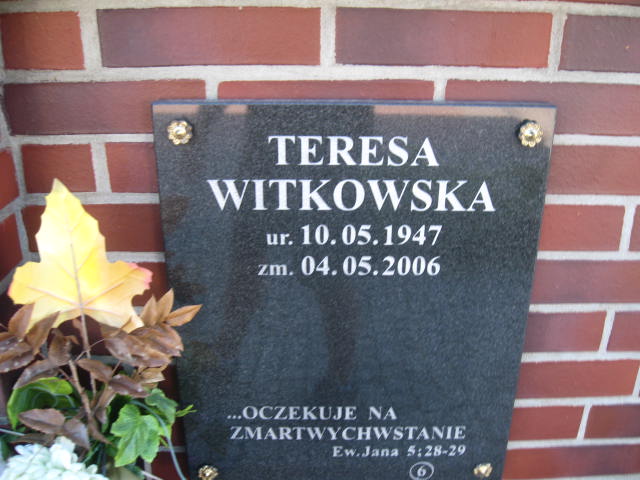 TERESA
WITKOWSKA
ur. 10.05.1947
zm. 04.05.2006
...OCZEKUJE NA
ZMARTWYCHWSTANIE
Ew. Jana 5; 28-29
6